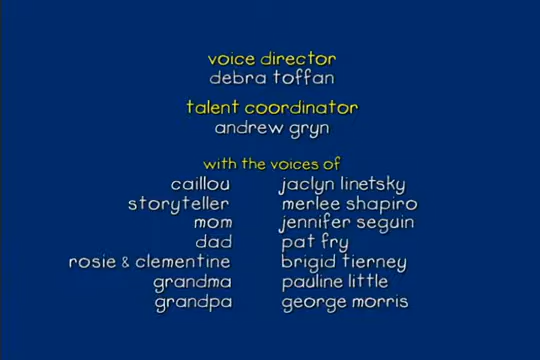 voice director
debra toffan
talent coordinator
andrew gryn
with the voices of
caillou jaclyn linetsky
storyteller merlee shapiro
mom jennifer seguin
dad pat fry
rosie & clementine brigid tierney
grandma pauline little
grandpa george morris